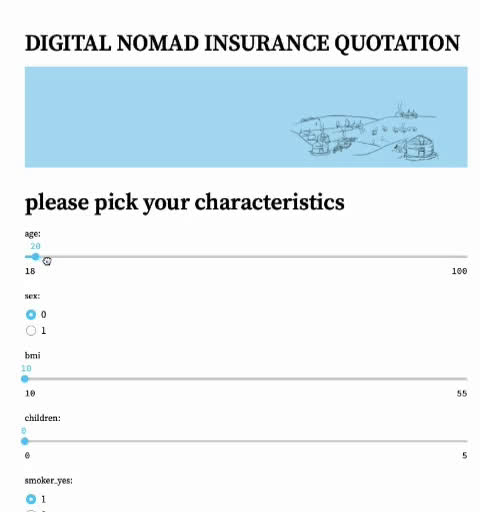 DIGITAL NOMAD INSURANCE QUOTATION
please pick your characteristics
age:
20
18 100
sex:
0
1
bmi
10
10 55
children:
0
0 5
smoker_yes:
1